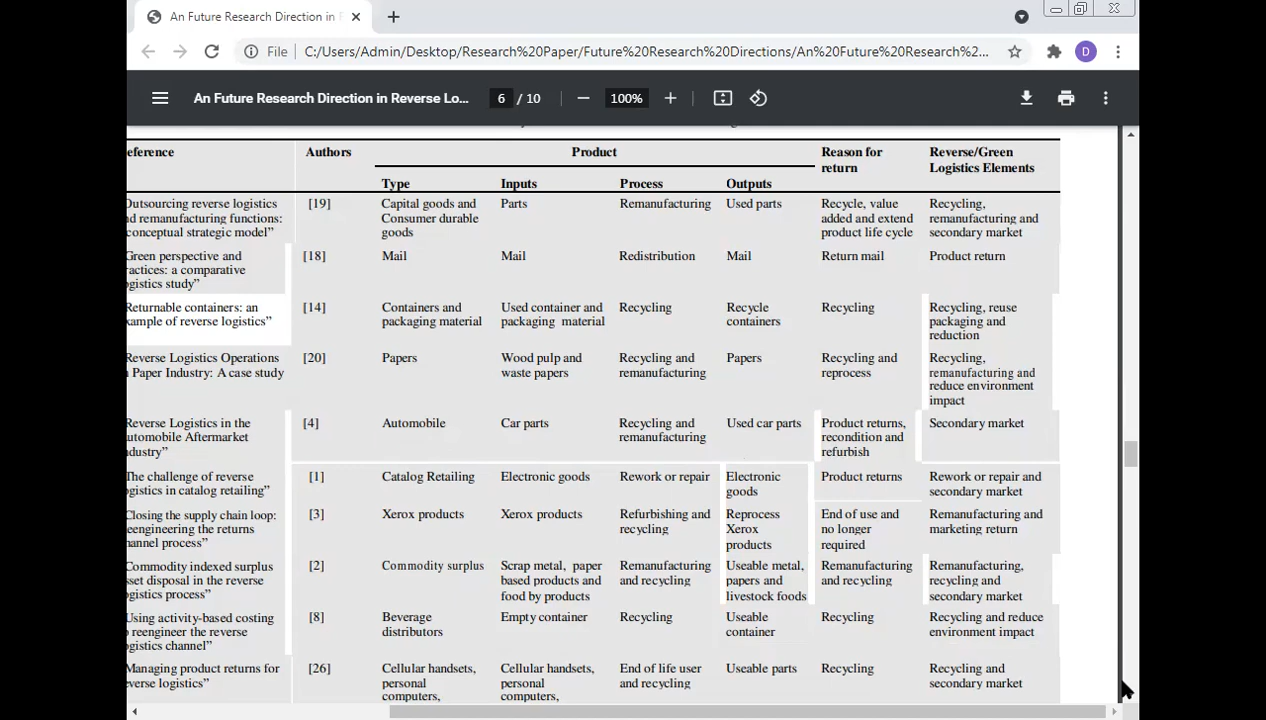 An Future Research Direction in
File C:/Users/Admin/Desktop/Research%20Paper/Future%20Research%20Directions/An%20Future%20Research%2...
D
An Future Research Direction in Reverse Lo... 6 / 10 100%
eference Authors Product Reason for return Reverse/Green Logistics Elements
Type Inputs Process Outputs
Outsourcing reverse logistics [19] Capital goods and Parts Remanufacturing Used parts Recycle, value Recycling,
nd remanufacturing functions: Consumer durable added and extend remanufacturing and
conceptual strategic model” goods product life cycle secondary market
Green perspective and [18] Mail Mail Redistribution Mail Return mail Product return
ractices: a comparative
ogistics study”
Returnable containers: an [14] Containers and Used container and Recycling Recycle Recycling Recycling, reuse
xample of reverse logistics” packaging material packaging material containers packaging and
reduction
Reverse Logistics Operations [20] Papers Wood pulp and Recycling and Papers Recycling and Recycling,
n Paper Industry: A case study waste papers remanufacturing reprocess remanufacturing and
reduce environment
impact
Reverse Logistics in the [4] Automobile Car parts Recycling and Used car parts Product returns, Secondary market
utomobile Aftermarket remanufacturing recondition and
ndustry” refurbish
The challenge of reverse [1] Catalog Retailing Electronic goods Rework or repair Electronic Product returns Rework or repair and
ogistics in catalog retailing” goods secondary market
Closing the supply chain loop: [3] Xerox products Xerox products Refurbishing and Reprocess End of use and Remanufacturing and
eengineering the returns recycling Xerox no longer marketing return
hannel process” products required
Commodity indexed surplus [2] Commodity surplus Scrap metal, paper Remanufacturing Useable metal, Remanufacturing Remanufacturing,
sset disposal in the reverse based products and and recycling papers and and recycling recycling and
ogistics process” food by products livestock foods secondary market
Using activity-based costing [8] Beverage Empty container Recycling Useable Recycling Recycling and reduce
o reengineer the reverse distributors container environment impact
ogistics channel”
Managing product returns for [26] Cellular handsets, Cellular handsets, End of life user Useable parts Recycling Recycling and
everse logistics” personal personal and recycling secondary market
computers, computers,